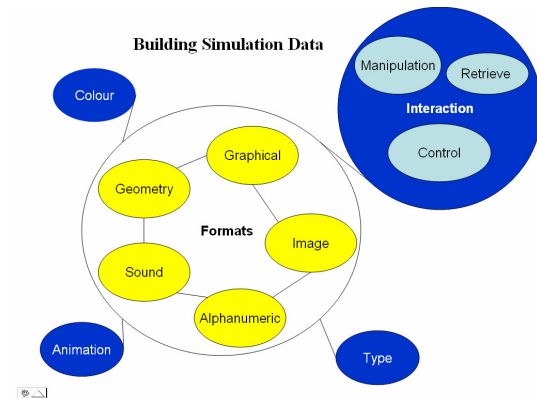 Building Simulation Data
Manipulation
Retrieve
Interaction
Control
Colour
Graphical
Geometry
Formats
Image
Sound
Alphanumeric
Animation
Type